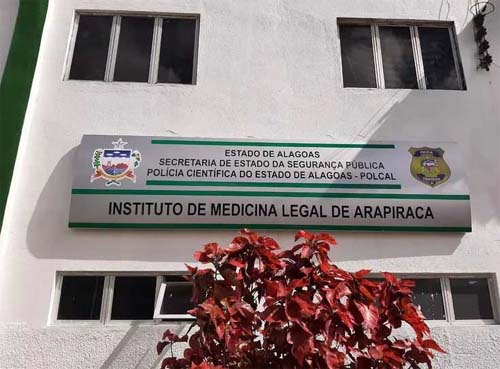 ESTADO DE ALAGOAS
SECRETARIA DE ESTADO DA SEGURANÇA PÚBLICA
POLÍCIA CIENTÍFICA DO ESTADO DE ALAGOAS - POLCAL
INSTITUTO DE MEDICINA LEGAL DE ARAPIRACA